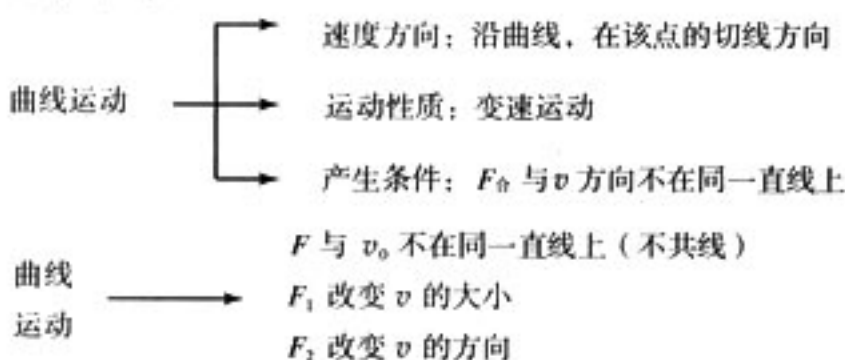 速度方向：沿曲线，在该点的切线方向
曲线运动
运动性质：变速运动
产生条件：F合 与 v 方向不在同一直线上
F 与 v₀ 不在同一直线上（不共线）
曲线
运动
F₁ 改变 v 的大小
F₂ 改变 v 的方向